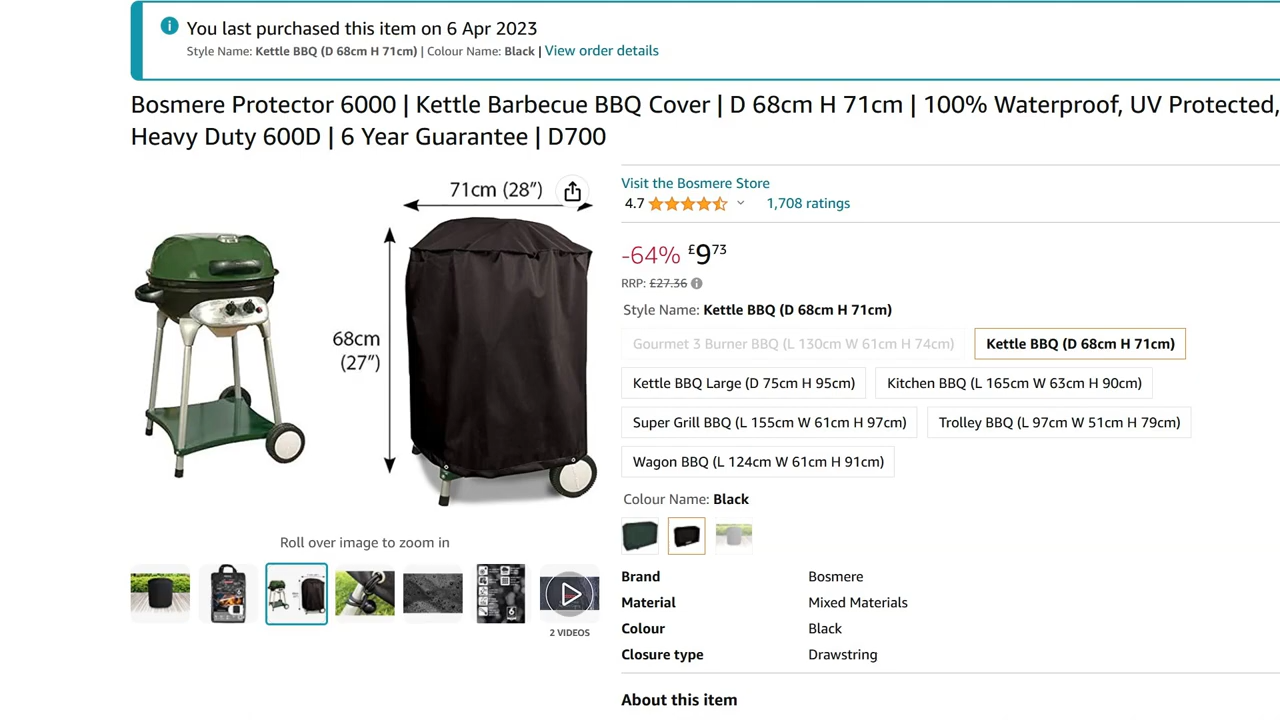 You last purchased this item on 6 Apr 2023
Style Name: Kettle BBQ (D 68cm H 71cm) | Colour Name: Black | View order details
Bosmere Protector 6000 | Kettle Barbecue BBQ Cover | D 68cm H 71cm | 100% Waterproof, UV Protected,
Heavy Duty 600D | 6 Year Guarantee | D700
71cm (28”)
68cm
(27”)
Roll over image to zoom in
6
2 VIDEOS
Visit the Bosmere Store
4.7
1,708 ratings
-64% £9 73
RRP: £27.36
Style Name: Kettle BBQ (D 68cm H 71cm)
Gourmet 3 Burner BBQ (L 130cm W 61cm H 74cm)
Kettle BBQ (D 68cm H 71cm)
Kettle BBQ Large (D 75cm H 95cm)
Kitchen BBQ (L 165cm W 63cm H 90cm)
Super Grill BBQ (L 155cm W 61cm H 97cm)
Trolley BBQ (L 97cm W 51cm H 79cm)
Wagon BBQ (L 124cm W 61cm H 91cm)
Colour Name: Black
Brand Bosmere
Material Mixed Materials
Colour Black
Closure type Drawstring
About this item